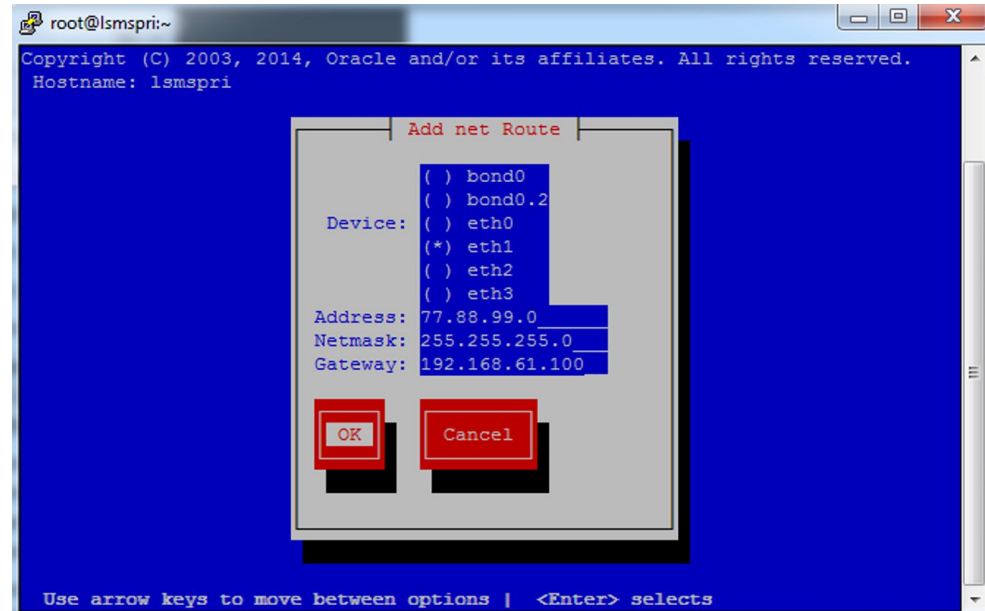 root@lsmspri:~
Copyright (C) 2003, 2014, Oracle and/or its affiliates. All rights reserved.
Hostname: lsmspri
Add net Route
( ) bond0
( ) bond0.2
Device: ( ) eth0
(*) eth1
( ) eth2
( ) eth3
Address: 77.88.99.0
Netmask: 255.255.255.0
Gateway: 192.168.61.100
OK Cancel
Use arrow keys to move between options | <Enter> selects